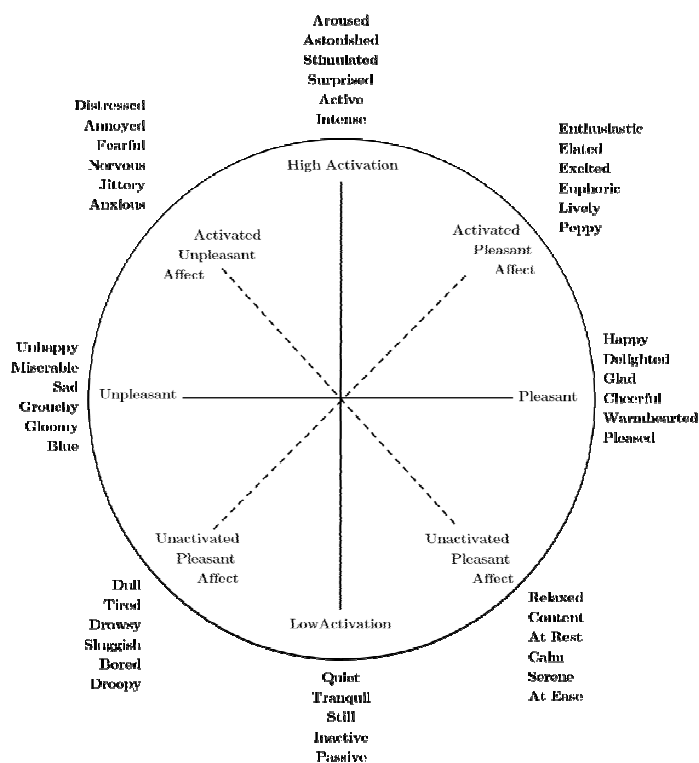 Aroused
Astonished
Stimulated
Surprised
Active
Intense
Distressed
Annoyed
Fearful
Nervous
Jittery
Anxious
Enthusiastic
Elated
Excited
Euphoric
Lively
Peppy
High Activation
Activated
Unpleasant
Affect
Activated
Pleasant
Affect
Unhappy
Miserable
Sad
Grouchy
Gloomy
Blue
Unpleasant
Pleasant
Happy
Delighted
Glad
Cheerful
Warmhearted
Pleased
Unactivated
Pleasant
Affect
Unactivated
Pleasant
Affect
LowActivation
Dull
Tired
Drowsy
Sluggish
Bored
Droopy
Relaxed
Content
At Rest
Calm
Serene
At Ease
Quiet
Tranquil
Still
Inactive
Passive